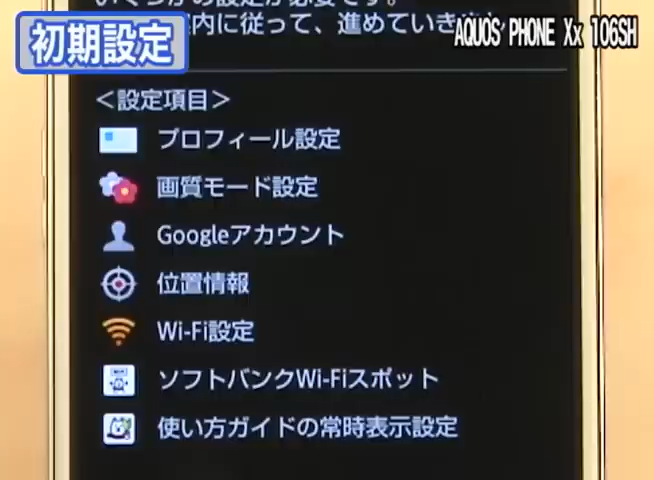 初期設定
AQUOS PHONE Xx 106SH
内に従って、進めていきま
＜設定項目＞
プロフィール設定
画質モード設定
Googleアカウント
位置情報
Wi-Fi設定
ソフトバンクWi-Fiスポット
使い方ガイドの常時表示設定